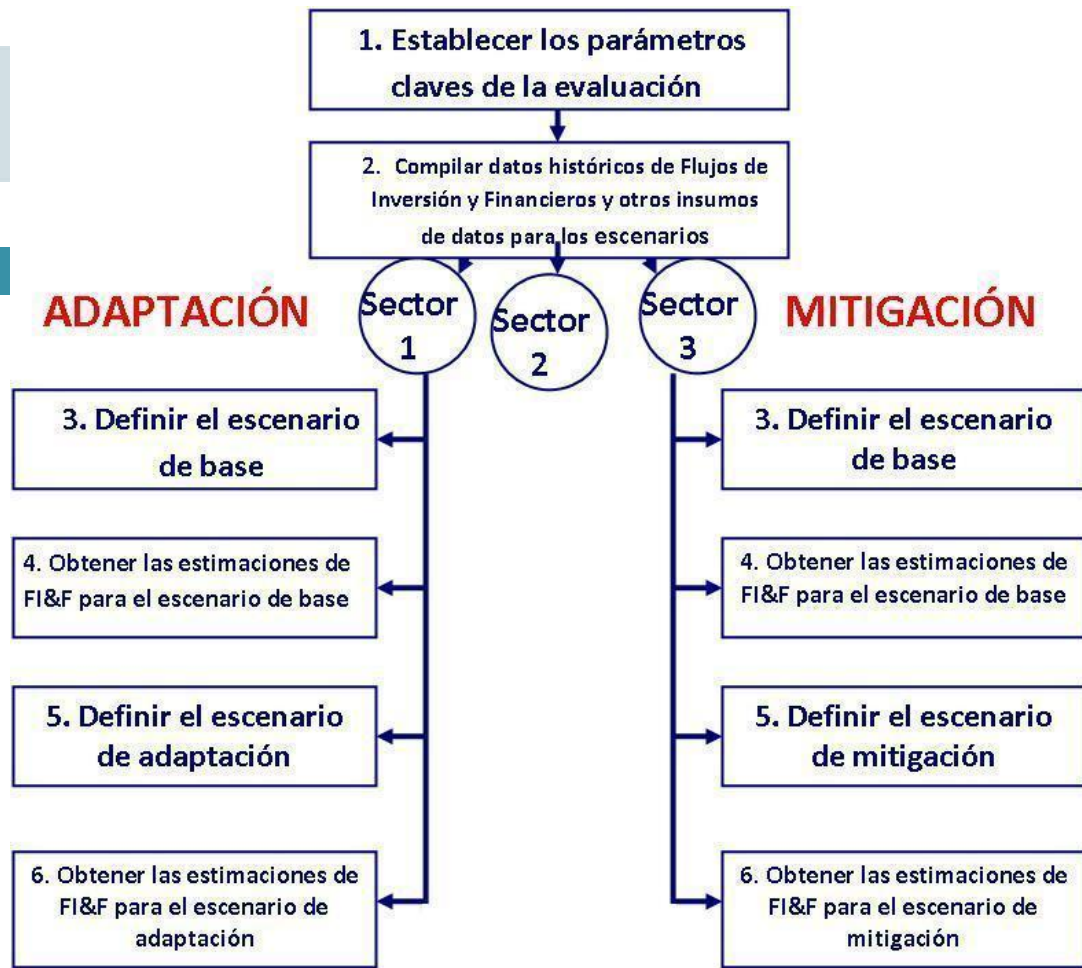 1. Establecer los parámetros
claves de la evaluación
2. Compilar datos históricos de Flujos de
Inversión y Financieros y otros insumos
de datos para los escenarios
ADAPTACIÓN
Sector
1
Sector
2
Sector
3
MITIGACIÓN
3. Definir el escenario
de base
4. Obtener las estimaciones de
FI&F para el escenario de base
5. Definir el escenario
de adaptación
6. Obtener las estimaciones de
FI&F para el escenario de
adaptación
3. Definir el escenario
de base
4. Obtener las estimaciones de
FI&F para el escenario de base
5. Definir el escenario
de mitigación
6. Obtener las estimaciones de
FI&F para el escenario de
mitigación